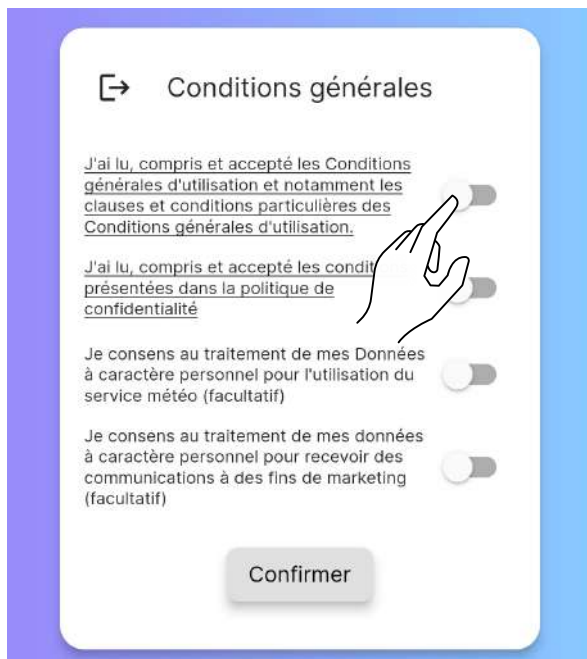 Conditions générales
J'ai lu, compris et accepté les Conditions
générales d'utilisation et notamment les
clauses et conditions particulières des
Conditions générales d'utilisation.
J'ai lu, compris et accepté les
présentées dans la politique de
confidentialité
Je consens au traitement de mes Données
à caractère personnel pour l'utilisation du
service météo (facultatif)
Je consens au traitement de mes données
à caractère personnel pour recevoir des
communications à des fins de marketing
(facultatif)
Confirmer